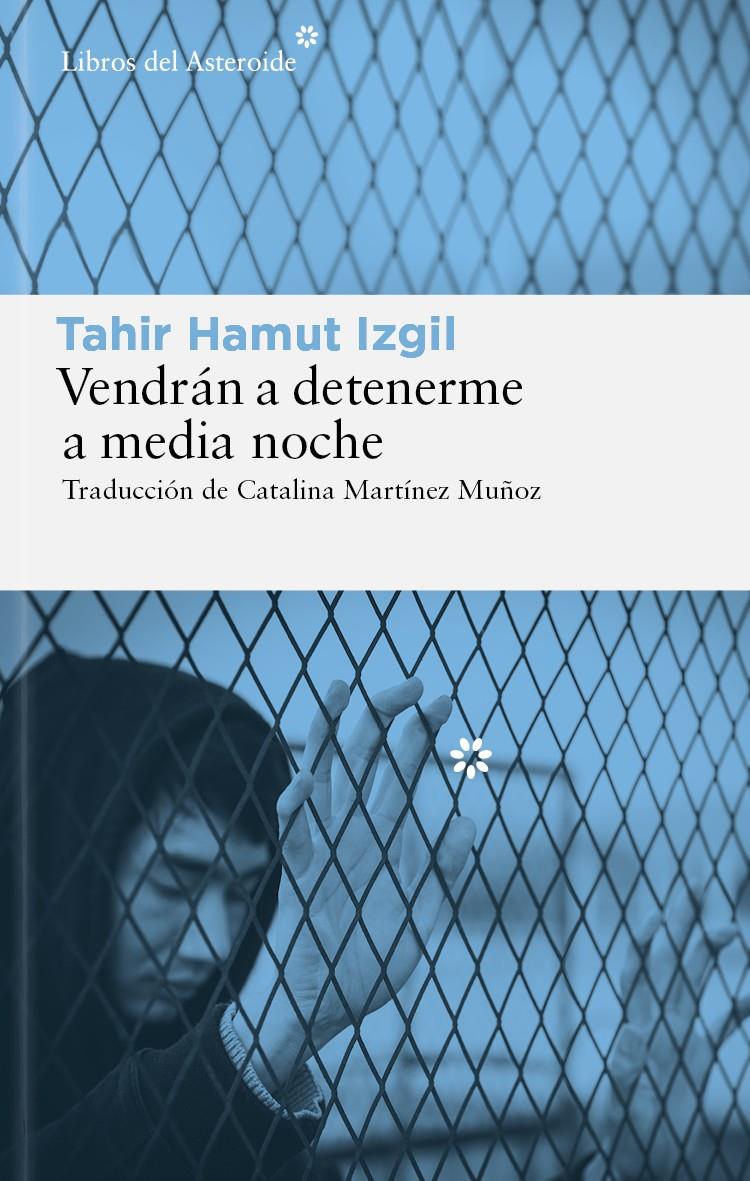 Libros del Asteroide
Tahir Hamut Izgil
Vendrán a detenerme
a media noche
Traducción de Catalina Martínez Muñoz